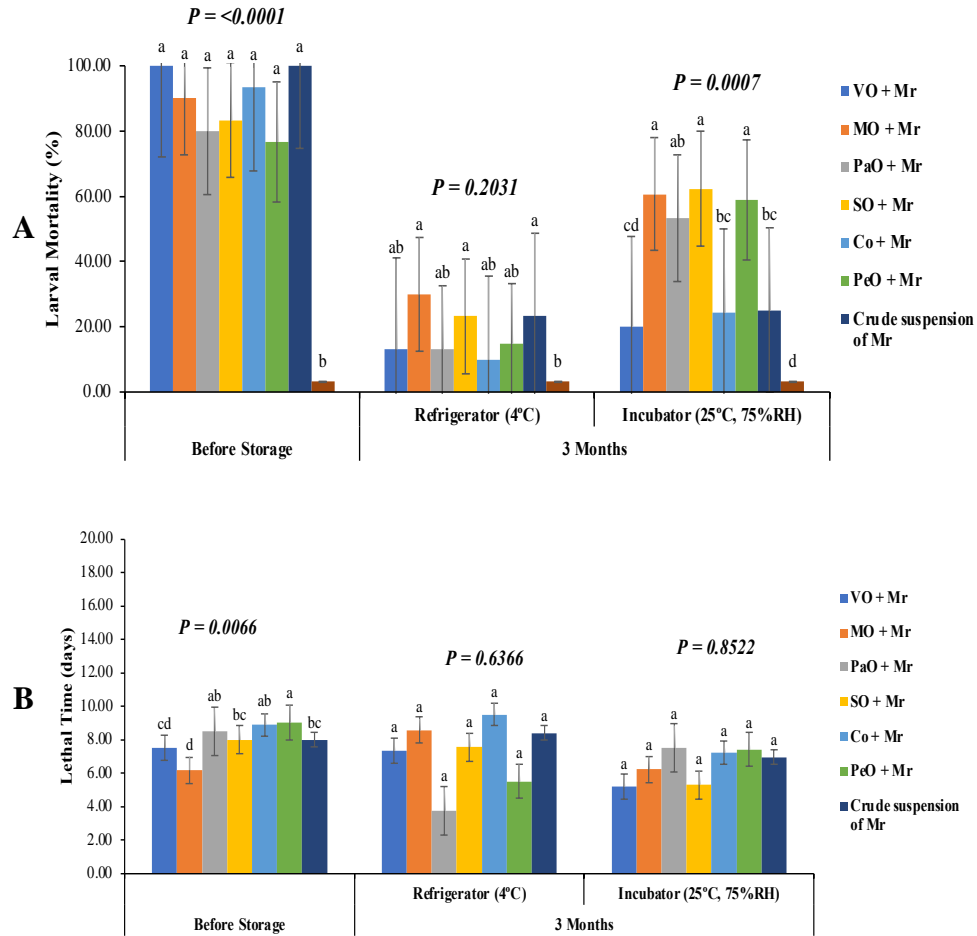 P = <0.0001
a a a a a a a
b
100.00
80.00
60.00
40.00
20.00
0.00
Larval Mortality (%)
A
P = 0.2031
ab a ab a ab ab a b
P = 0.0007
cd a ab a bc a bc d
VO + Mr
MO + Mr
PaO + Mr
SO + Mr
Co + Mr
PeO + Mr
Crude suspension
of Mr
Refrigerator (4ºC)
Incubator (25ºC, 75%RH)
Before Storage
3 Months
20.00
18.00
16.00
14.00
12.00
10.00
8.00
6.00
4.00
2.00
0.00
Lethal Time (days)
B
P = 0.0066
cd d ab bc ab a bc
P = 0.6366
a a a a a a a
P = 0.8522
a a a a a a a
VO + Mr
MO + Mr
PaO + Mr
SO + Mr
Co + Mr
PeO + Mr
Crude suspension
of Mr
Refrigerator (4ºC)
Incubator (25ºC, 75%RH)
Before Storage
3 Months